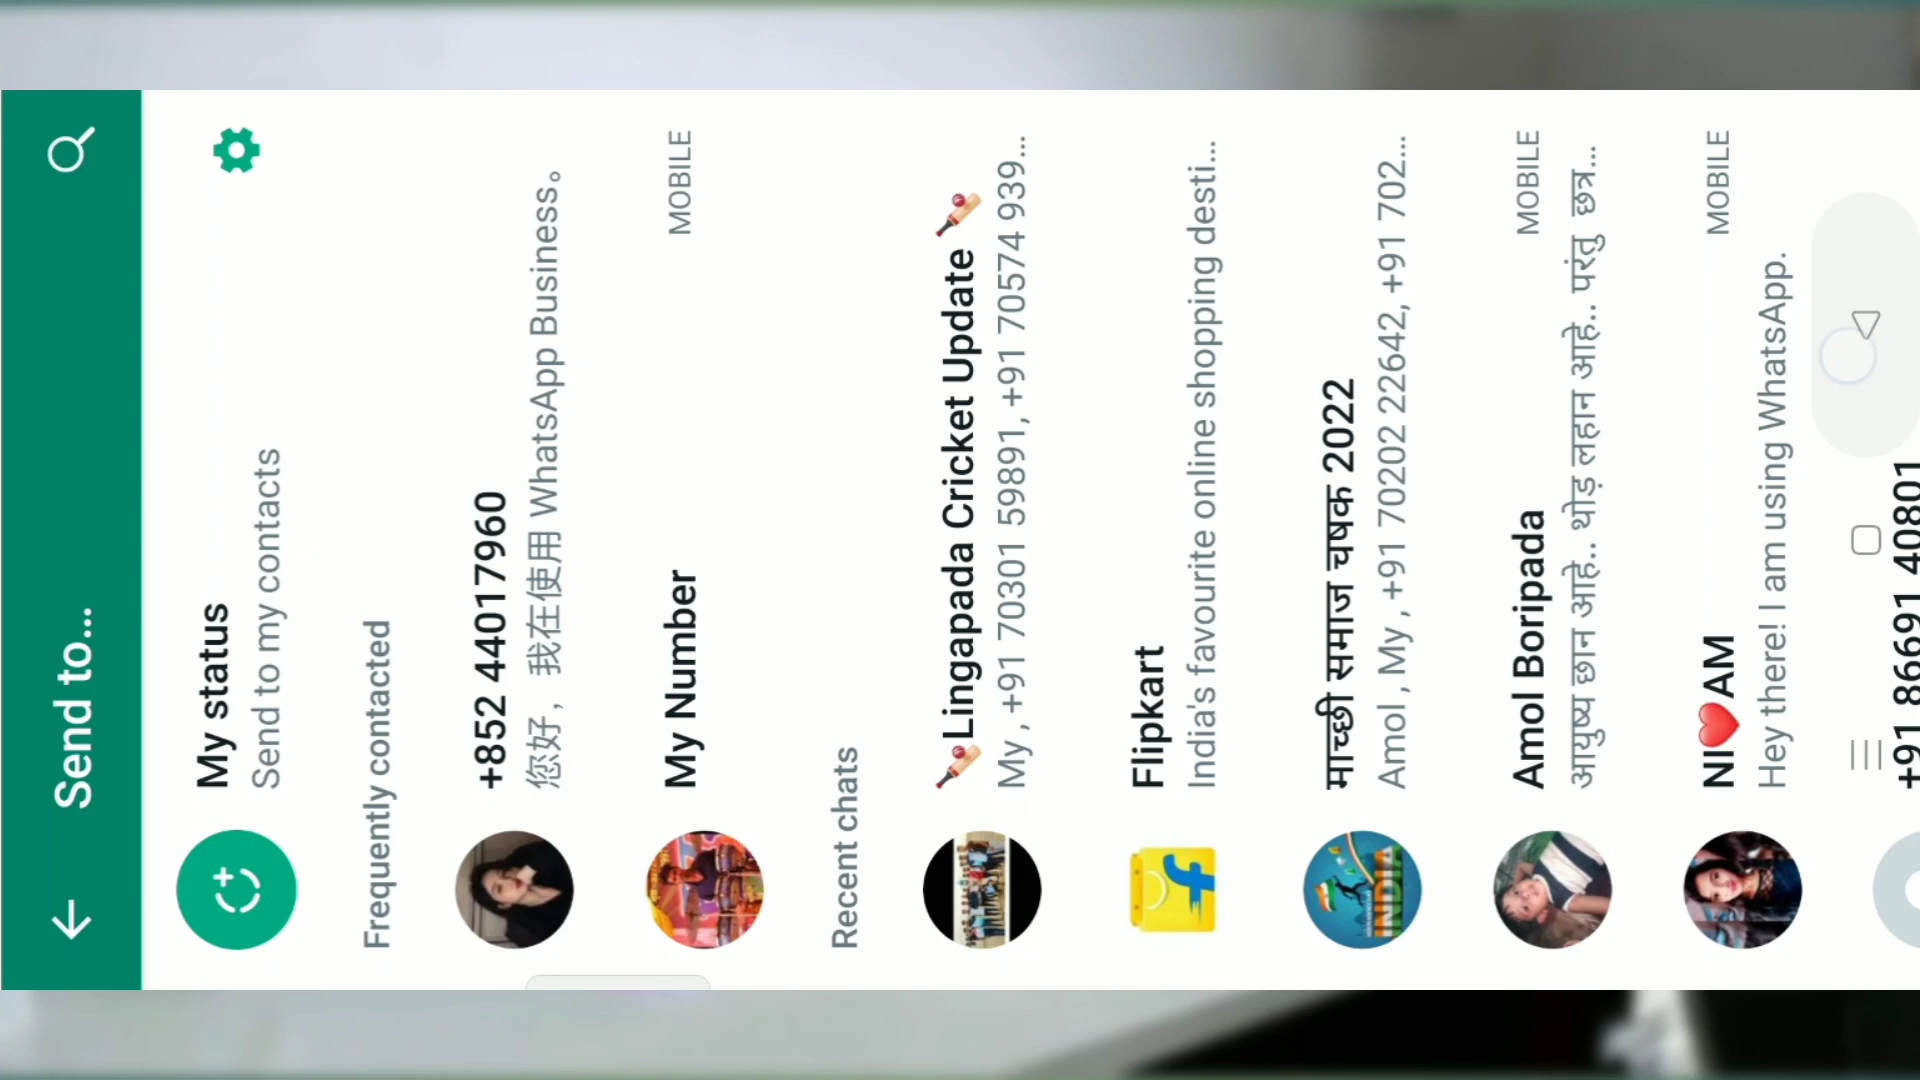 Send to...
My status
Send to my contacts
Frequently contacted
+852 44017960
您好，我在使用 WhatsApp Business。
My Number
MOBILE
Recent chats
🏏Lingapada Cricket Update 🏏
My , +91 70301 59891, +91 70574 939...
Flipkart
India's favourite online shopping desti...
माच्छी समाज चषक 2022
Amol , My , +91 70202 22642, +91 702...
Amol Boripada
MOBILE
आयुष्य छान आहे.. थोड़ लहान आहे.. परंतु छत्र...
NI❤️AM
MOBILE
Hey there! I am using WhatsApp.
+91 86691 40801
INDIA